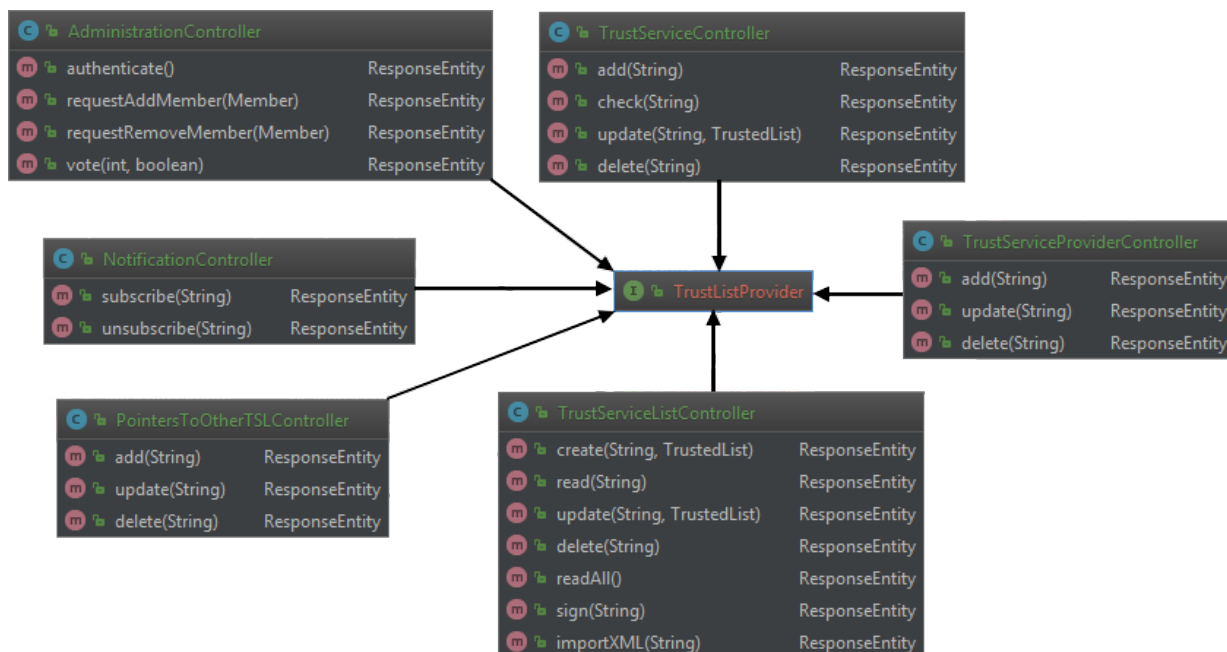 C AdministrationController
m authenticate() ResponseEntity
m requestAddMember(Member) ResponseEntity
m requestRemoveMember(Member) ResponseEntity
m vote(int, boolean) ResponseEntity
C TrustServiceController
m add(String) ResponseEntity
m check(String) ResponseEntity
m update(String, TrustedList) ResponseEntity
m delete(String) ResponseEntity
C NotificationController
m subscribe(String) ResponseEntity
m unsubscribe(String) ResponseEntity
I TrustListProvider
C TrustServiceProviderController
m add(String) ResponseEntity
m update(String) ResponseEntity
m delete(String) ResponseEntity
C PointersToOtherTSLController
m add(String) ResponseEntity
m update(String) ResponseEntity
m delete(String) ResponseEntity
C TrustServiceListController
m create(String, TrustedList) ResponseEntity
m read(String) ResponseEntity
m update(String, TrustedList) ResponseEntity
m delete(String) ResponseEntity
m readAll() ResponseEntity
m sign(String) ResponseEntity
m importXML(String) ResponseEntity